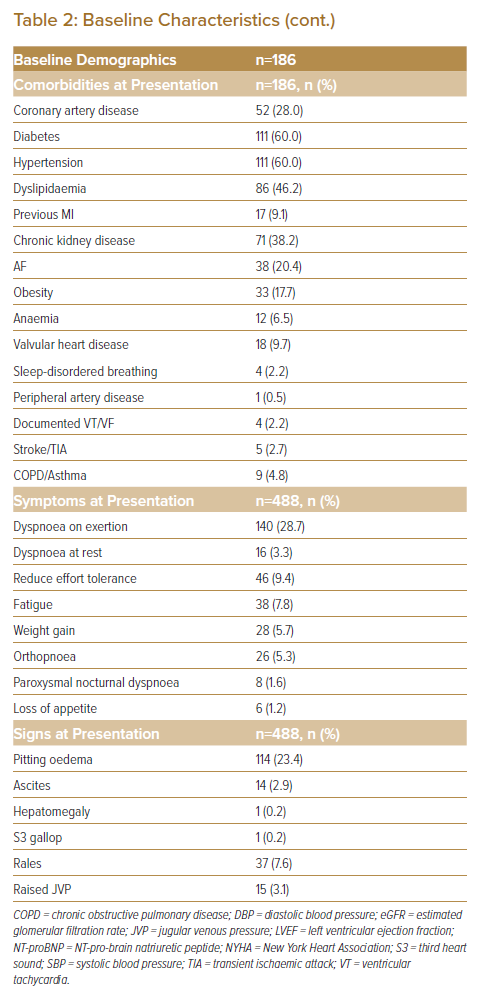 Table 2: Baseline Characteristics (cont.)
Baseline Demographics n=186
Comorbidities at Presentation n=186, n (%)
Coronary artery disease 52 (28.0)
Diabetes 111 (60.0)
Hypertension 111 (60.0)
Dyslipidaemia 86 (46.2)
Previous MI 17 (9.1)
Chronic kidney disease 71 (38.2)
AF 38 (20.4)
Obesity 33 (17.7)
Anaemia 12 (6.5)
Valvular heart disease 18 (9.7)
Sleep-disordered breathing 4 (2.2)
Peripheral artery disease 1 (0.5)
Documented VT/VF 4 (2.2)
Stroke/TIA 5 (2.7)
COPD/Asthma 9 (4.8)
Symptoms at Presentation n=488, n (%)
Dyspnoea on exertion 140 (28.7)
Dyspnoea at rest 16 (3.3)
Reduce effort tolerance 46 (9.4)
Fatigue 38 (7.8)
Weight gain 28 (5.7)
Orthopnoea 26 (5.3)
Paroxysmal nocturnal dyspnoea 8 (1.6)
Loss of appetite 6 (1.2)
Signs at Presentation n=488, n (%)
Pitting oedema 114 (23.4)
Ascites 14 (2.9)
Hepatomegaly 1 (0.2)
S3 gallop 1 (0.2)
Rales 37 (7.6)
Raised JVP 15 (3.1)
COPD = chronic obstructive pulmonary disease; DBP = diastolic blood pressure; eGFR = estimated
glomerular filtration rate; JVP = jugular venous pressure; LVEF = left ventricular ejection fraction;
NT-proBNP = NT-pro-brain natriuretic peptide; NYHA = New York Heart Association; S3 = third heart
sound; SBP = systolic blood pressure; TIA = transient ischaemic attack; VT = ventricular
tachycardia.